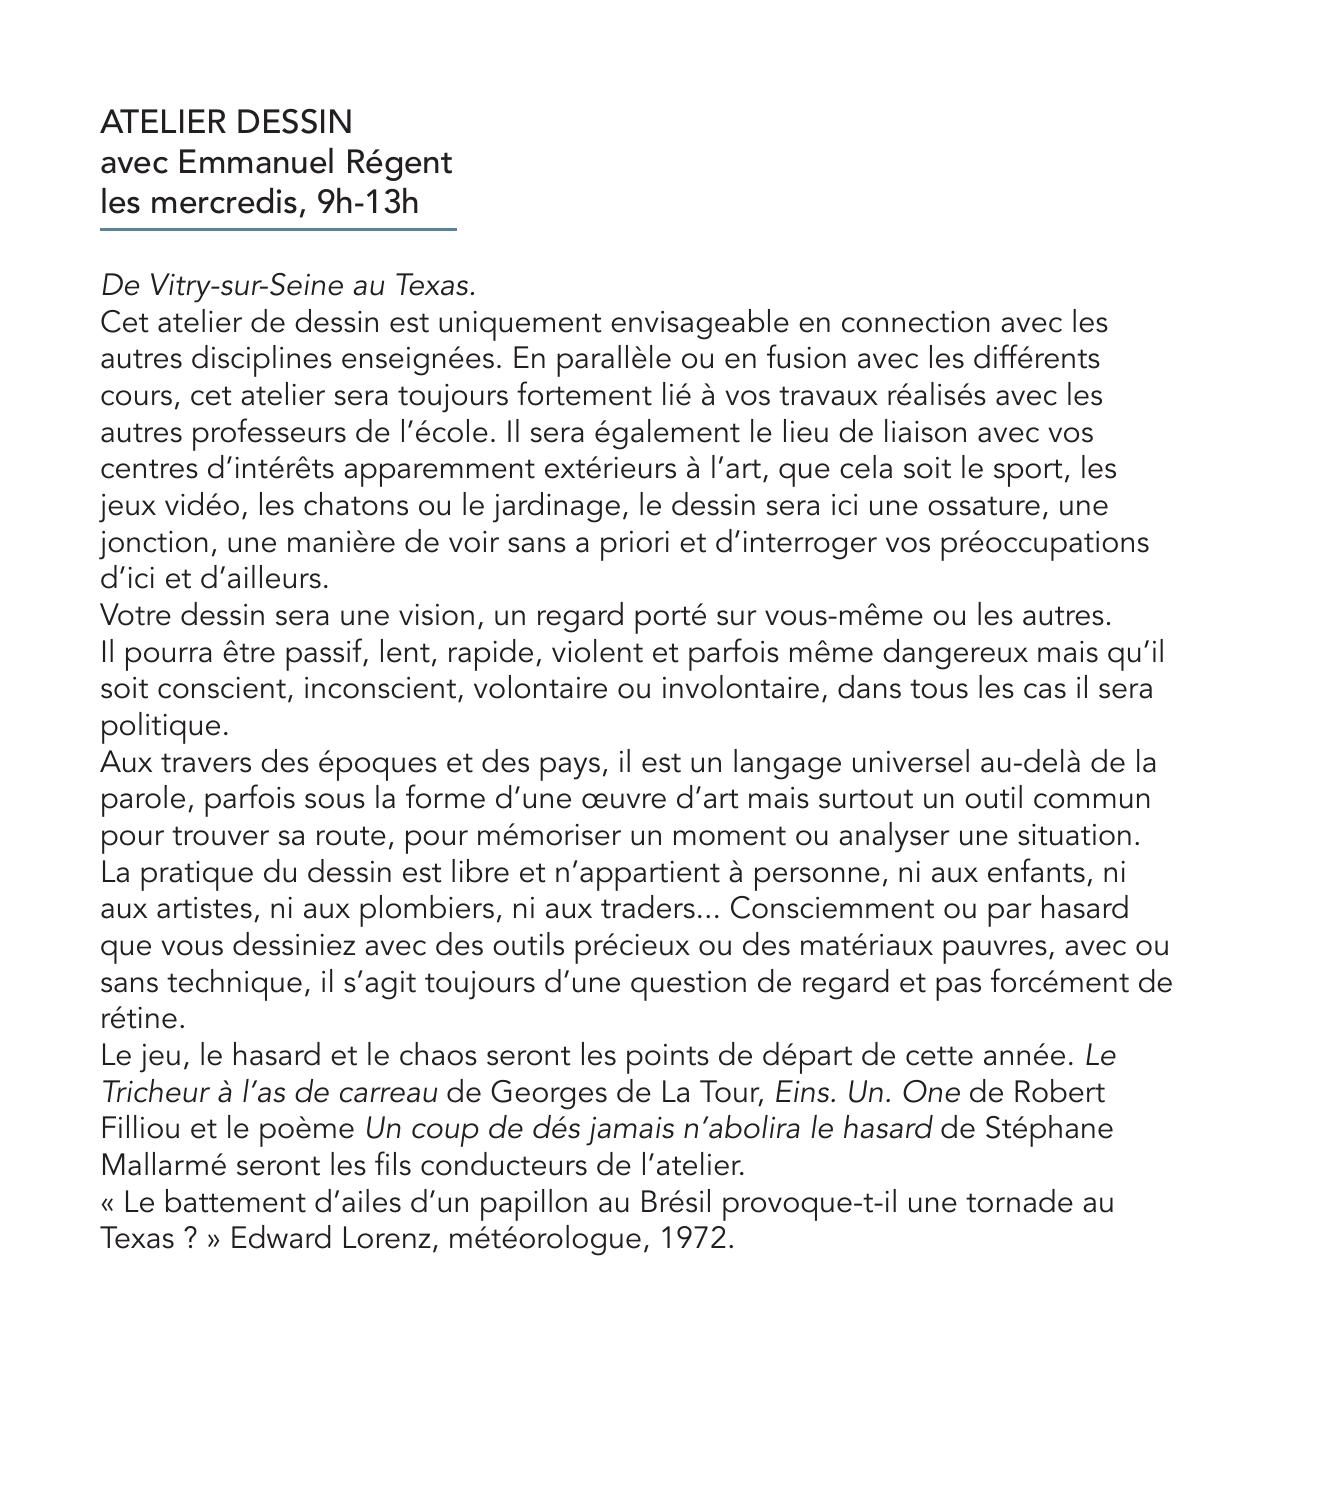 ATELIER DESSIN
avec Emmanuel Régent
les mercredis, 9h-13h
De Vitry-sur-Seine au Texas.
Cet atelier de dessin est uniquement envisageable en connection avec les
autres disciplines enseignées. En parallèle ou en fusion avec les différents
cours, cet atelier sera toujours fortement lié à vos travaux réalisés avec les
autres professeurs de l’école. Il sera également le lieu de liaison avec vos
centres d’intérêts apparemment extérieurs à l’art, que cela soit le sport, les
jeux vidéo, les chatons ou le jardinage, le dessin sera ici une ossature, une
jonction, une manière de voir sans a priori et d’interroger vos préoccupations
d’ici et d’ailleurs.
Votre dessin sera une vision, un regard porté sur vous-même ou les autres.
Il pourra être passif, lent, rapide, violent et parfois même dangereux mais qu’il
soit conscient, inconscient, volontaire ou involontaire, dans tous les cas il sera
politique.
Aux travers des époques et des pays, il est un langage universel au-delà de la
parole, parfois sous la forme d’une œuvre d’art mais surtout un outil commun
pour trouver sa route, pour mémoriser un moment ou analyser une situation.
La pratique du dessin est libre et n’appartient à personne, ni aux enfants, ni
aux artistes, ni aux plombiers, ni aux traders... Consciemment ou par hasard
que vous dessiniez avec des outils précieux ou des matériaux pauvres, avec ou
sans technique, il s’agit toujours d’une question de regard et pas forcément de
rétine.
Le jeu, le hasard et le chaos seront les points de départ de cette année. Le
Tricheur à l’as de carreau de Georges de La Tour, Eins. Un. One de Robert
Filliou et le poème Un coup de dés jamais n’abolira le hasard de Stéphane
Mallarmé seront les fils conducteurs de l’atelier.
« Le battement d’ailes d’un papillon au Brésil provoque-t-il une tornade au
Texas ? » Edward Lorenz, météorologue, 1972.